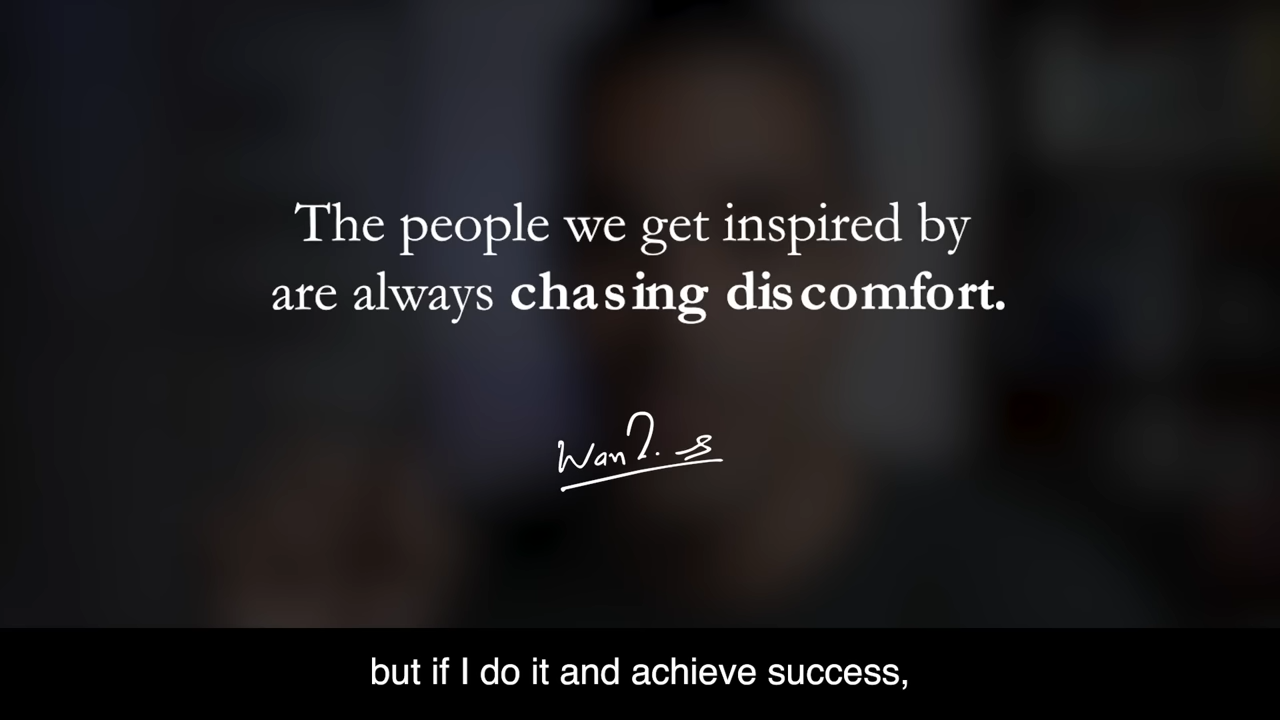 The people we get inspired by
are always chasing discomfort.
but if I do it and achieve success,